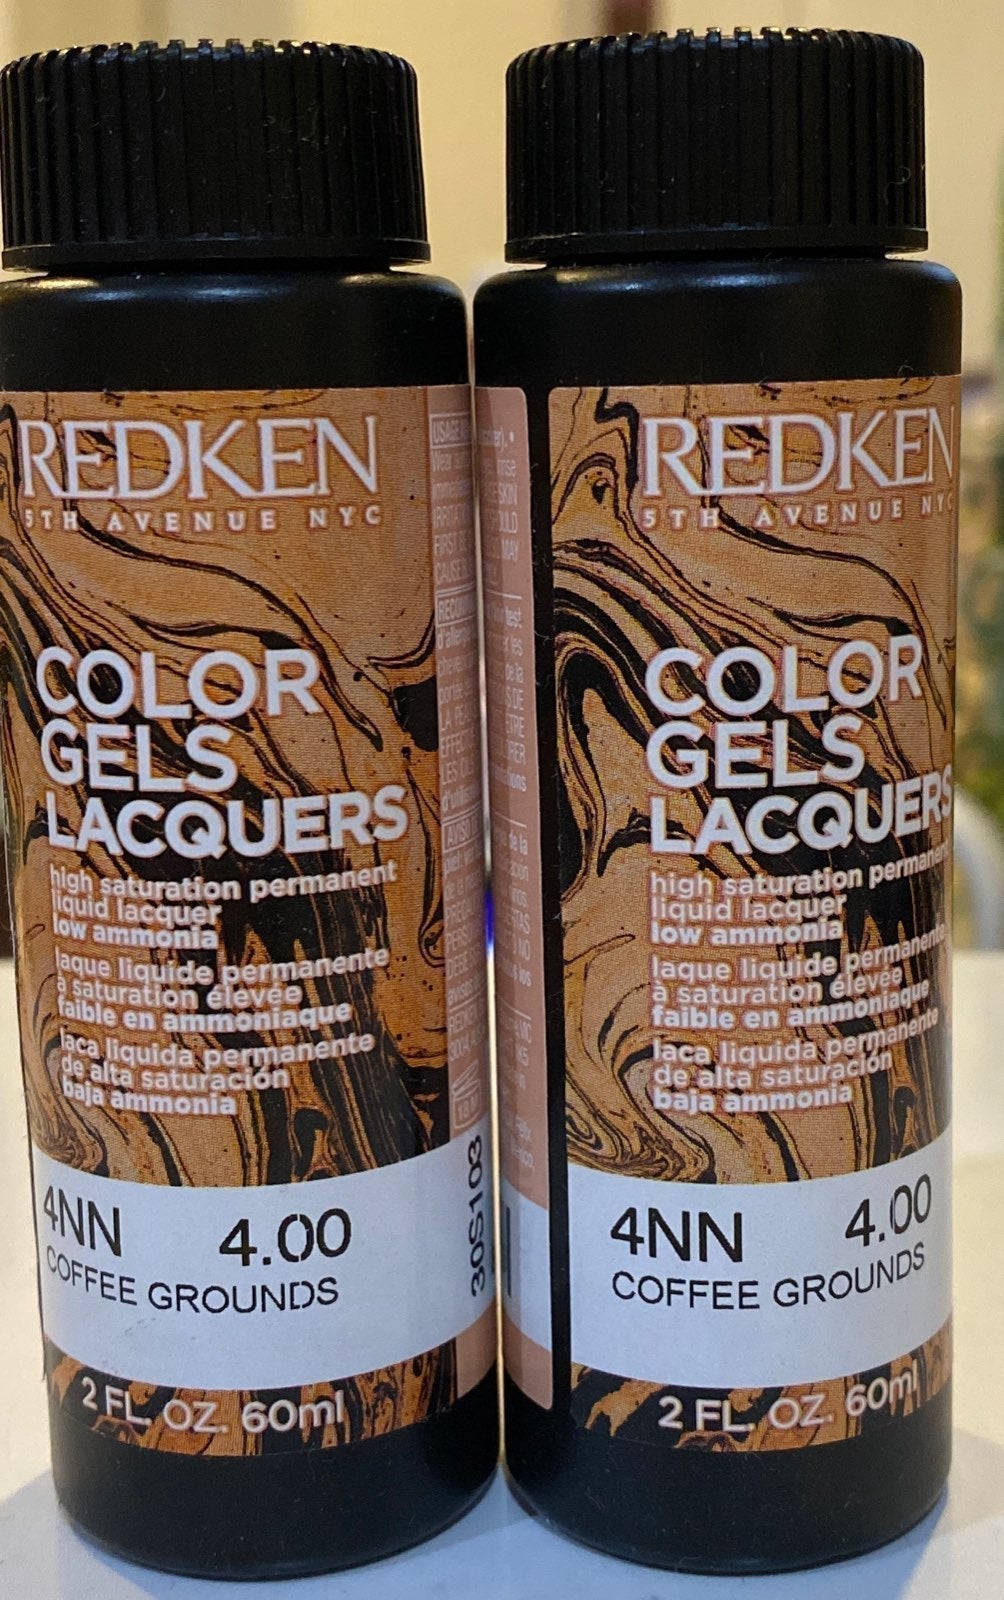 REDKEN
5TH AVENUE NYC
COLOR
GELS
LACQUERS
high saturation permanent
liquid lacquer
low ammonia
laque liquide permanente
à saturation élevée
faible en ammoniaque
laca liquida permanente
de alta saturación
baja ammonia
4NN 4.00
COFFEE GROUNDS
2 FL. OZ. 60ml
30S103
REDKEN
5TH AVENUE NYC
COLOR
GELS
LACQUERS
high saturation permanent
liquid lacquer
low ammonia
laque liquide permanente
à saturation élevée
faible en ammoniaque
laca liquida permanente
de alta saturación
baja ammonia
4NN 4.00
COFFEE GROUNDS
2 FL. OZ. 60ml